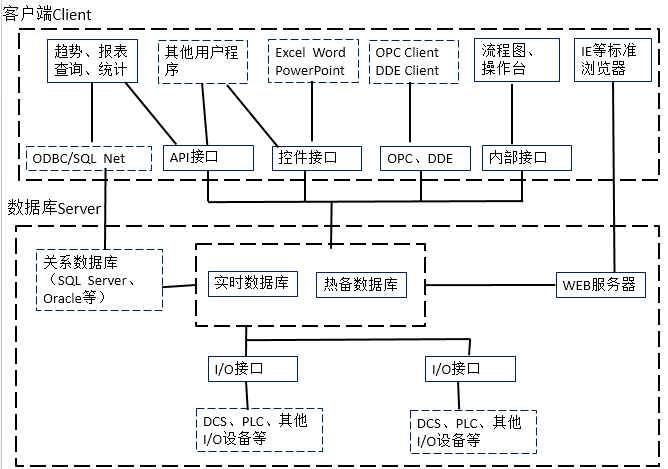 客户端Client
趋势、报表
查询、统计
其他用户程
序
Excel Word
PowerPoint
OPC Client
DDE Client
流程图、
操作台
IE等标准
浏览器
ODBC/SQL Net
API接口
控件接口
OPC、DDE
内部接口
数据库Server
关系数据库
（SQL Server、
Oracle等）
实时数据库
热备数据库
WEB服务器
I/O接口
I/O接口
DCS、PLC、其他
I/O设备等
DCS、PLC、其他
I/O设备等